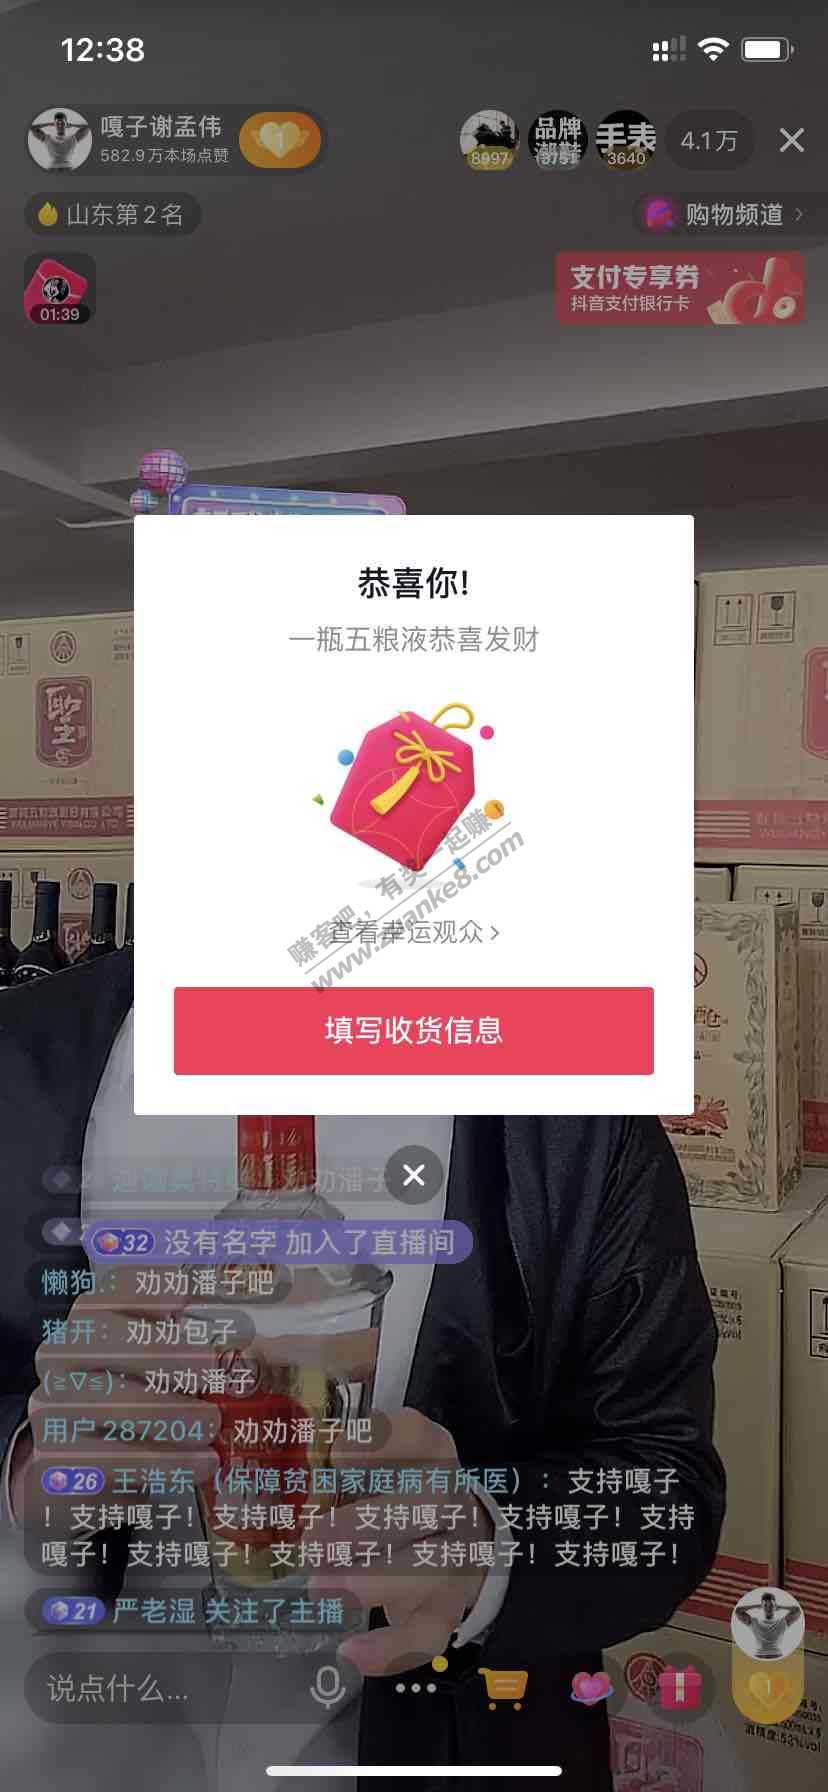 12:38
嘎子谢孟伟
582.9万本场点赞
1
8997
品牌
潮鞋
3751
手表
3640
4.1万
山东第2名
购物频道
01:39
支付专享券
抖音支付银行卡
恭喜你!
一瓶五粮液恭喜发财
赚客吧，有奖一起赚
www.zuanke8.com
查看幸运观众
填写收货信息
劝劝潘子
32 没有名字 加入了直播间
懒狗.： 劝劝潘子吧
猪开： 劝劝包子
(≥▽≤)： 劝劝潘子
用户287204： 劝劝潘子吧
26 王浩东（保障贫困家庭病有所医）： 支持嘎子
！支持嘎子！支持嘎子！支持嘎子！支持嘎子！支持
嘎子！支持嘎子！支持嘎子！支持嘎子！支持嘎子！
21 严老湿 关注了主播
说点什么...
1